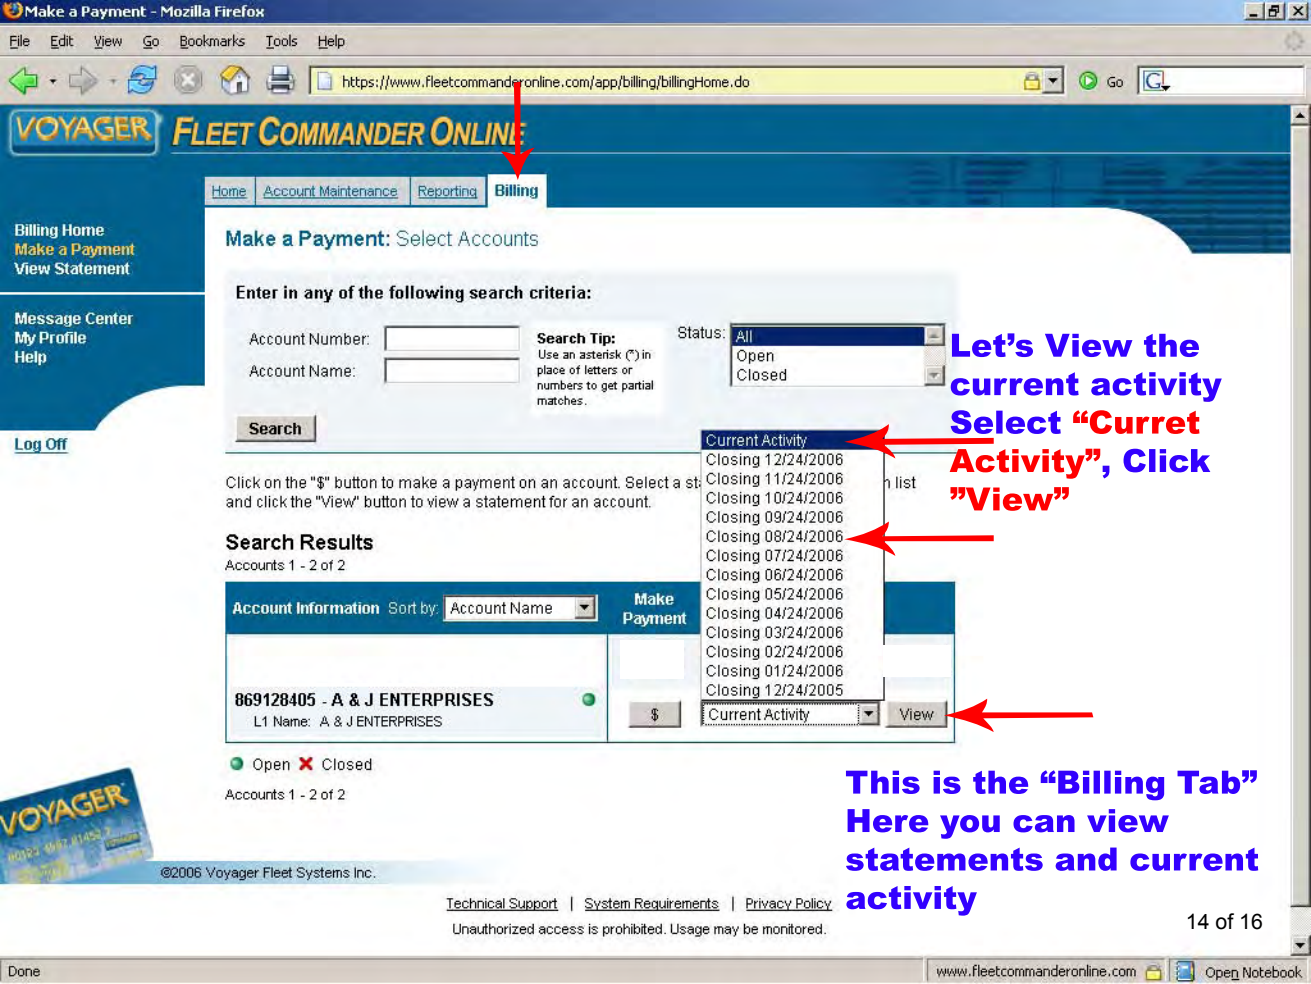 Make a Payment - Mozilla Firefox
File Edit View Go Bookmarks Tools Help
https://www.fleetcommanderonline.com/app/billing/billingHome.do
Go
G
VOYAGER FLEET COMMANDER ONLINE
Home Account Maintenance Reporting Billing
Billing Home
Make a Payment
View Statement
Message Center
My Profile
Help
Log Off
Make a Payment: Select Accounts
Enter in any of the following search criteria:
Account Number:
Account Name:
Search Tip:
Use an asterisk (*) in
place of letters or
numbers to get partial
matches.
Status:
All
Open
Closed
Search
Let's View the
current activity
Select “Curret
Activity”, Click
”View”
Click on the "$" button to make a payment on an account. Select a st
n list
and click the "View" button to view a statement for an account.
Current Activity
Closing 12/24/2006
Closing 11/24/2006
Closing 10/24/2006
Closing 09/24/2006
Closing 08/24/2006
Closing 07/24/2006
Closing 06/24/2006
Closing 05/24/2006
Closing 04/24/2006
Closing 03/24/2006
Closing 02/24/2006
Closing 01/24/2006
Closing 12/24/2005
Search Results
Accounts 1 - 2 of 2
Account Information Sort by: Account Name
Make
Payment
869128405 - A & J ENTERPRISES
L1 Name: A & J ENTERPRISES
$ Current Activity View
Open Closed
Accounts 1 - 2 of 2
This is the “Billing Tab”
Here you can view
statements and current
activity
VOYAGER
©2006 Voyager Fleet Systems Inc.
Technical Support | System Requirements | Privacy Policy
Unauthorized access is prohibited. Usage may be monitored.
14 of 16
Done
www.fleetcommanderonline.com
Open Notebook